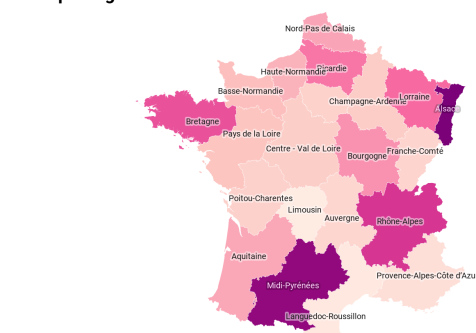 Nord-Pas de Calais
Haute-Normandie
Picardie
Basse-Normandie
Champagne-Ardenne
Lorraine
Alsace
Bretagne
Pays de la Loire
Centre - Val de Loire
Bourgogne
Franche-Comté
Poitou-Charentes
Limousin
Auvergne
Rhône-Alpes
Aquitaine
Provence-Alpes-Côte d'Azu
Midi-Pyrénées
Languedoc-Roussillon